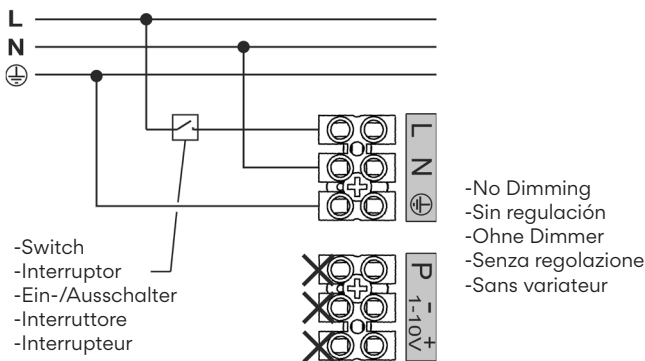 L
N
L
N
-No Dimming
-Sin regulación
-Ohne Dimmer
-Senza regolazione
-Sans variateur
-Switch
-Interruptor
-Ein-/Ausschalter
-Interruttore
-Interrupteur
P
- +
1-10V